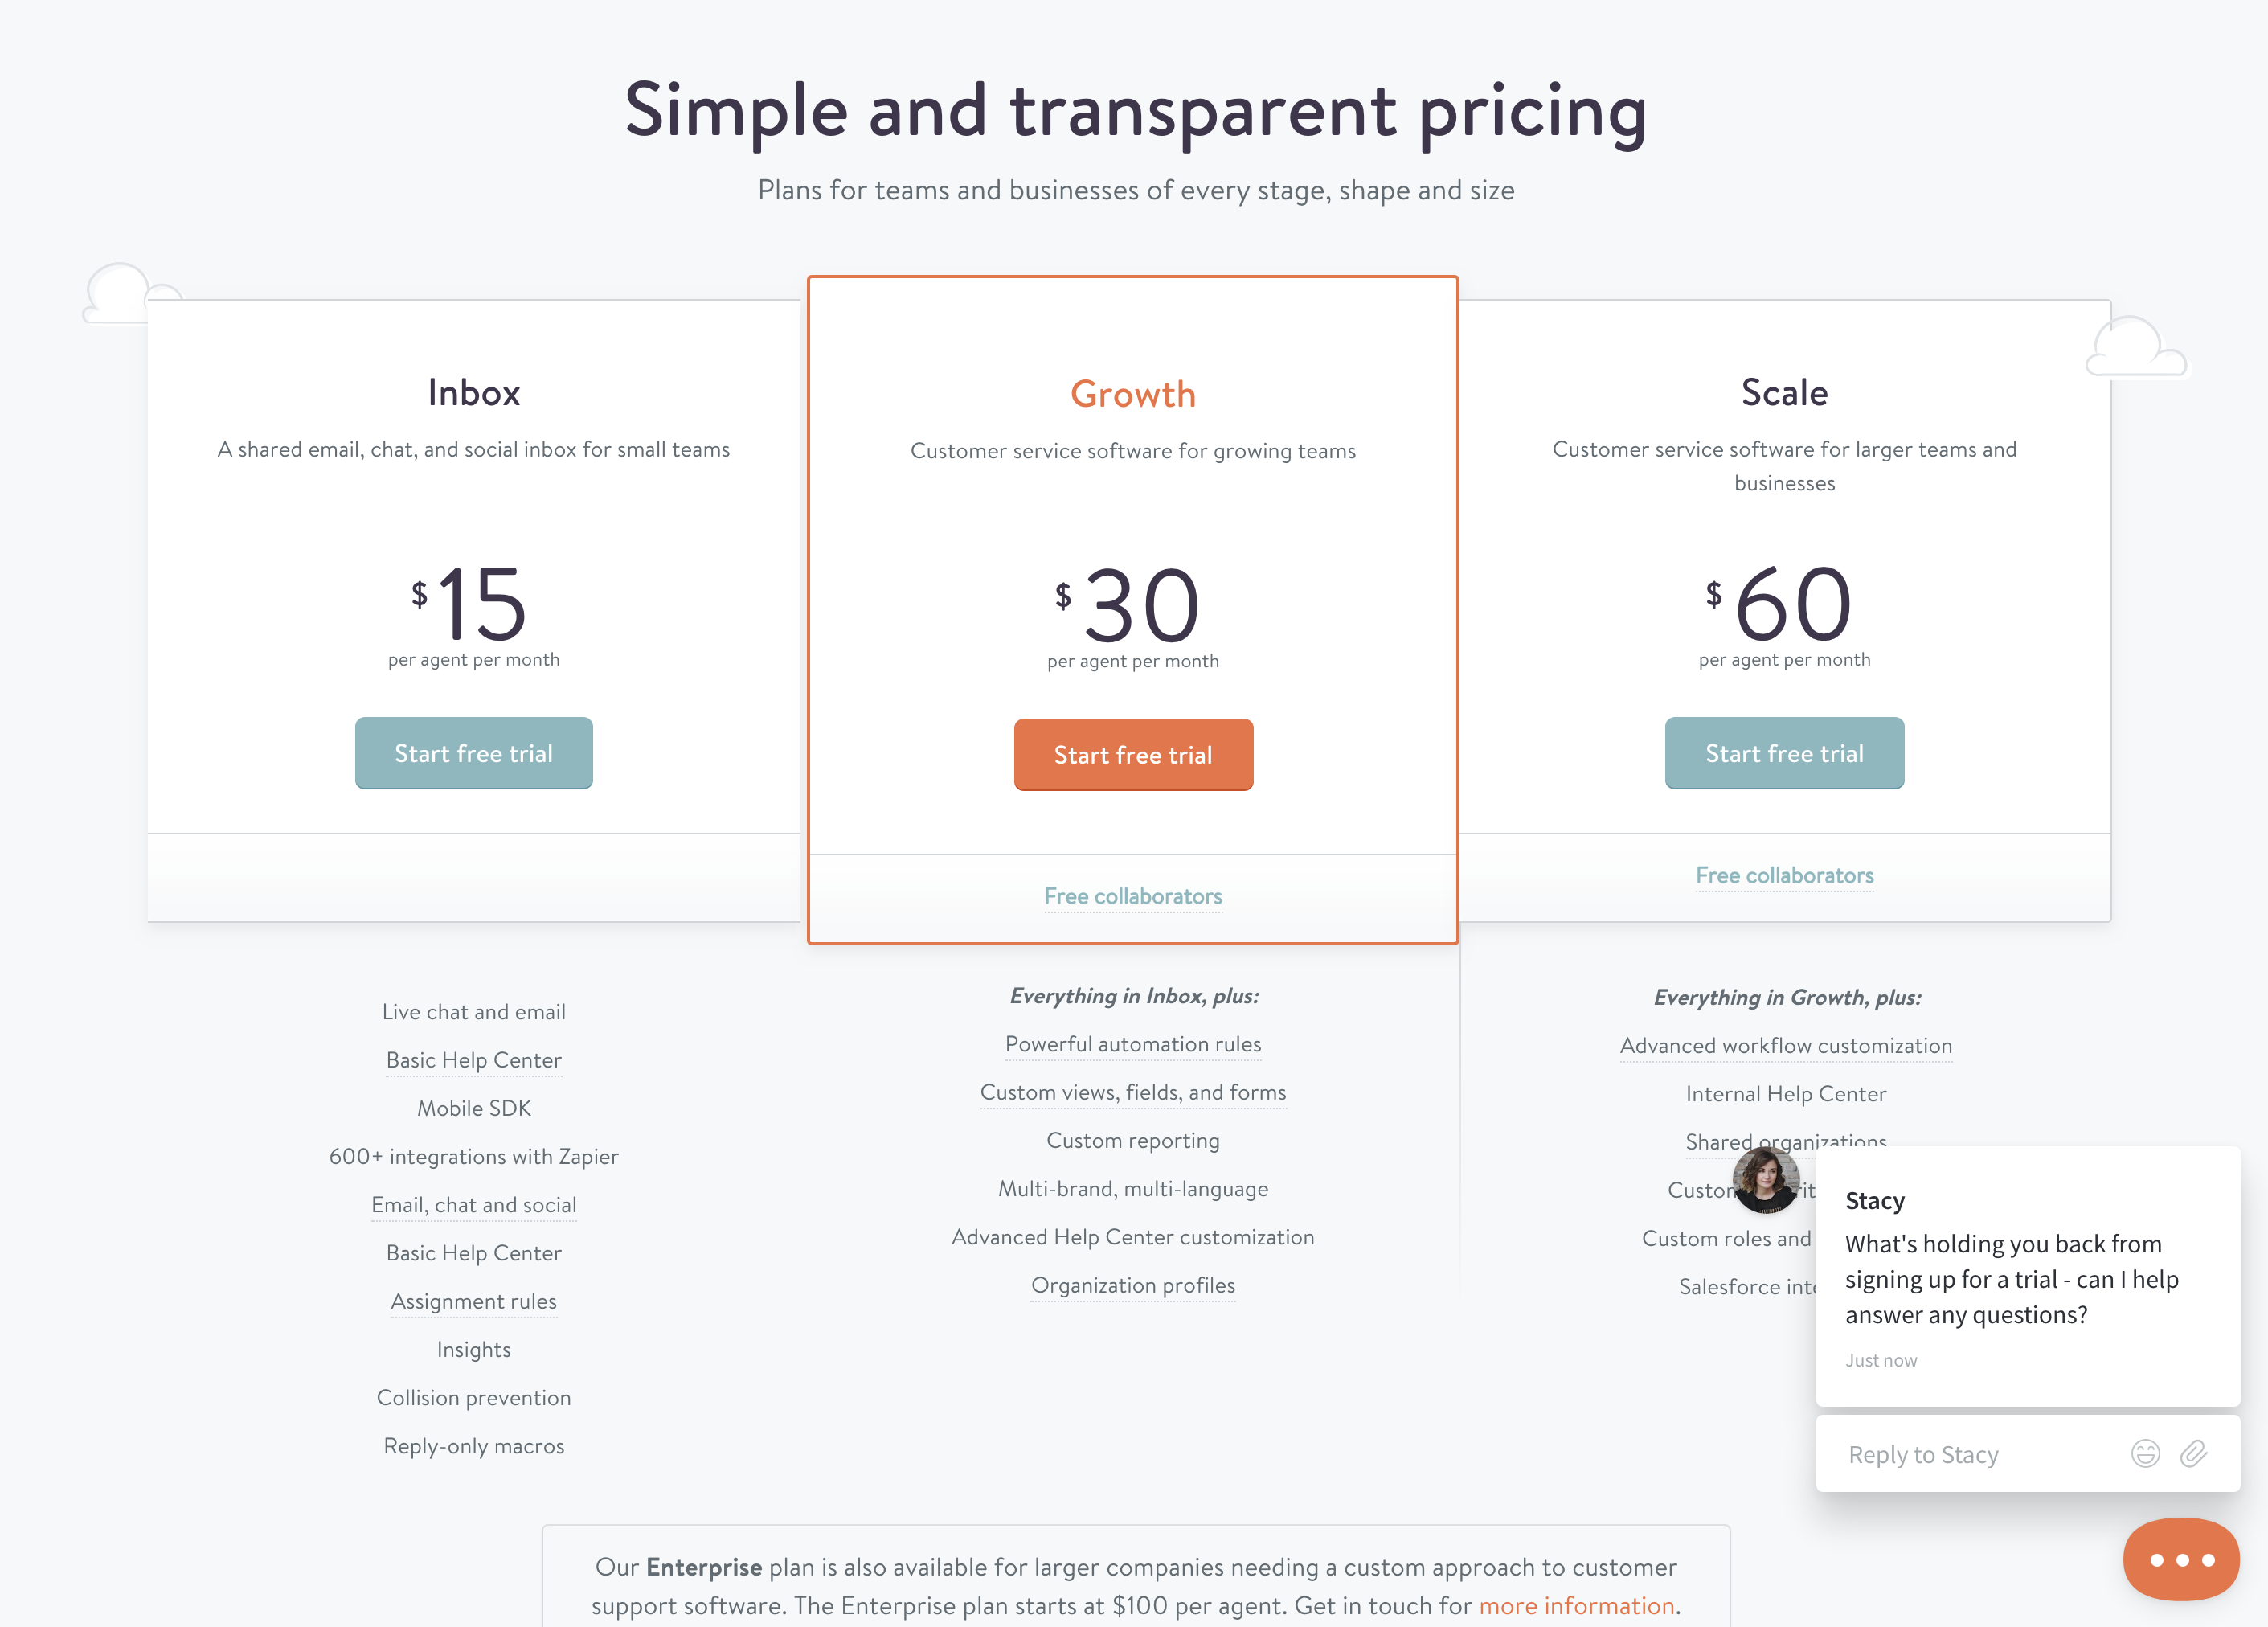 Simple and transparent pricing
Plans for teams and businesses of every stage, shape and size
Inbox
A shared email, chat, and social inbox for small teams
$15
per agent per month
Start free trial
Growth
Customer service software for growing teams
$30
per agent per month
Start free trial
Free collaborators
Scale
Customer service software for larger teams and
businesses
$60
per agent per month
Start free trial
Free collaborators
Live chat and email
Basic Help Center
Mobile SDK
600+ integrations with Zapier
Email, chat and social
Basic Help Center
Assignment rules
Insights
Collision prevention
Reply-only macros
Everything in Inbox, plus:
Powerful automation rules
Custom views, fields, and forms
Custom reporting
Multi-brand, multi-language
Advanced Help Center customization
Organization profiles
Everything in Growth, plus:
Advanced workflow customization
Internal Help Center
Shared organizations
Custom roles and
Salesforce
Stacy
What's holding you back from
signing up for a trial - can I help
answer any questions?
Just now
Reply to Stacy
Our Enterprise plan is also available for larger companies needing a custom approach to customer
support software. The Enterprise plan starts at $100 per agent. Get in touch for more information.